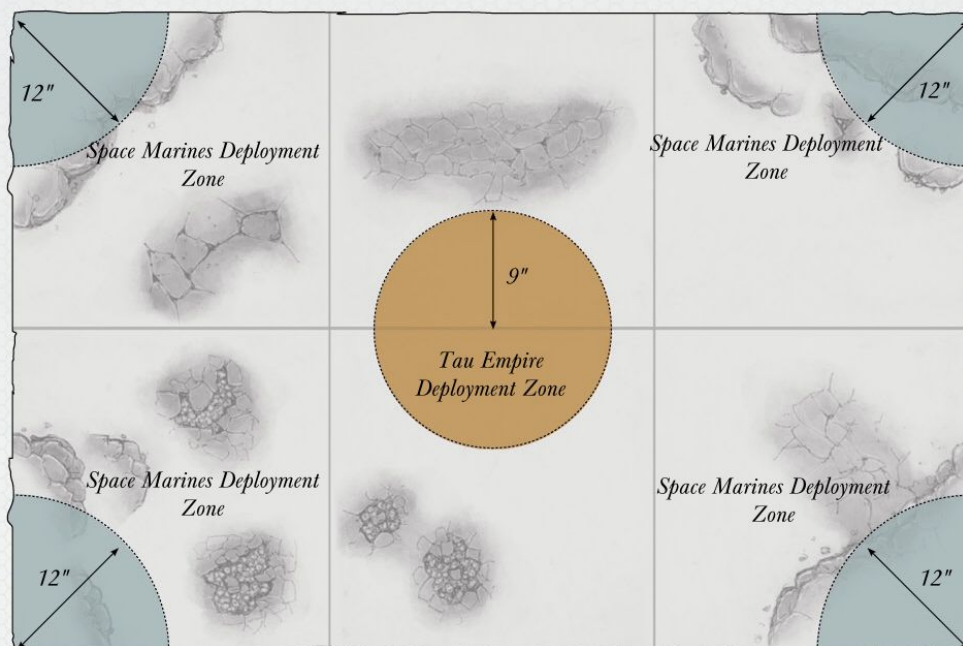 12"
12"
Space Marines Deployment
Zone
Space Marines Deployment
Zone
9"
Tau Empire
Deployment Zone
Space Marines Deployment
Zone
Space Marines Deployment
Zone
12"
12"